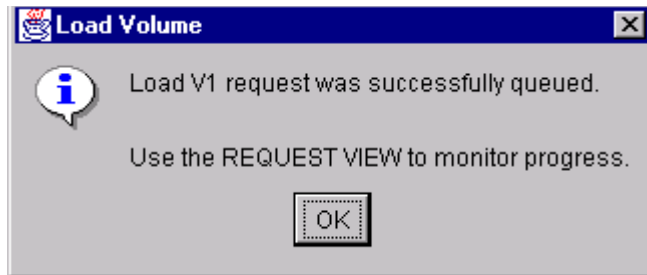 Load Volume
Load V1 request was successfully queued.
Use the REQUEST VIEW to monitor progress.
OK